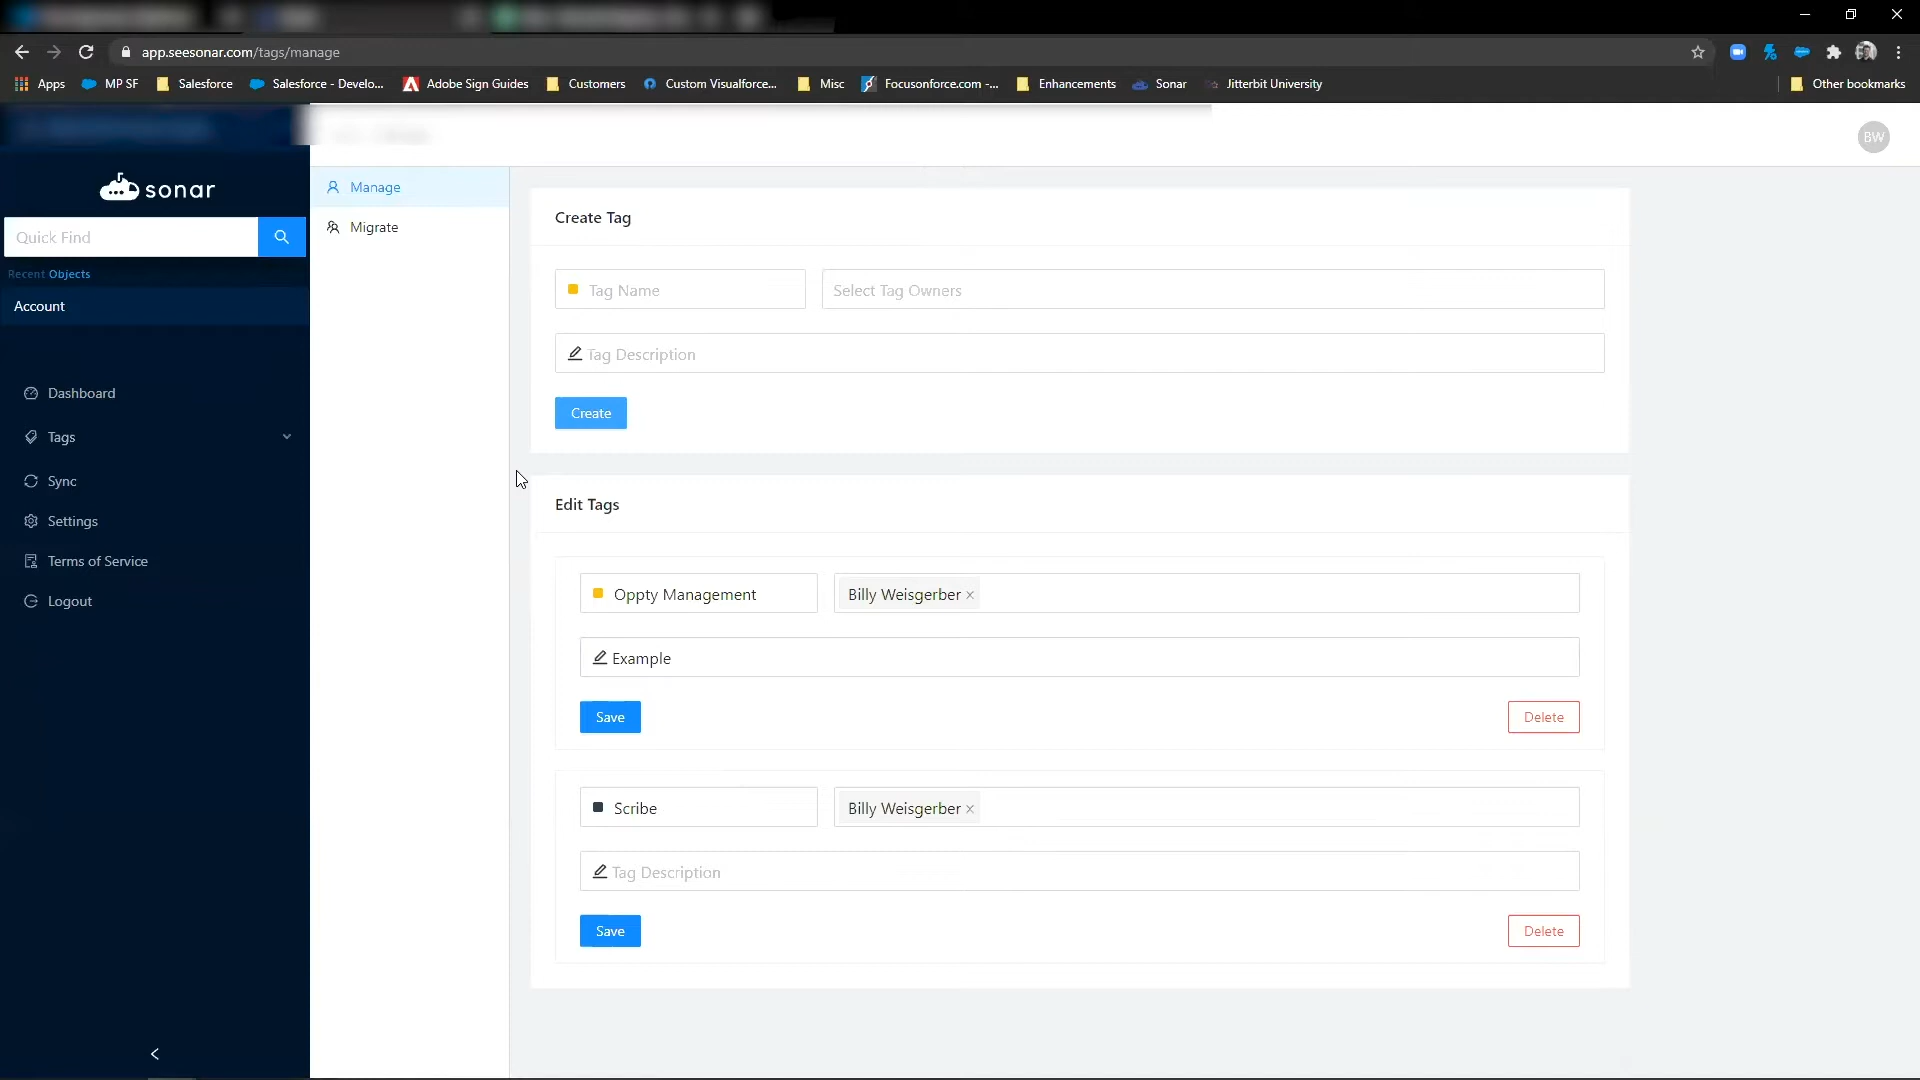 app.seesonar.com/tags/manage
Apps MP SF Salesforce Salesforce - Develo... Adobe Sign Guides Customers Custom Visualforce... Misc Focusonforce.com -... Enhancements Sonar Jitterbit University Other bookmarks
BW
sonar
Quick Find
Recent Objects
Account
Dashboard
Tags
Sync
Settings
Terms of Service
Logout
Manage
Migrate
Create Tag
Tag Name Select Tag Owners
Tag Description
Create
Edit Tags
Oppty Management Billy Weisgerber ×
Example
Save Delete
Scribe Billy Weisgerber ×
Tag Description
Save Delete